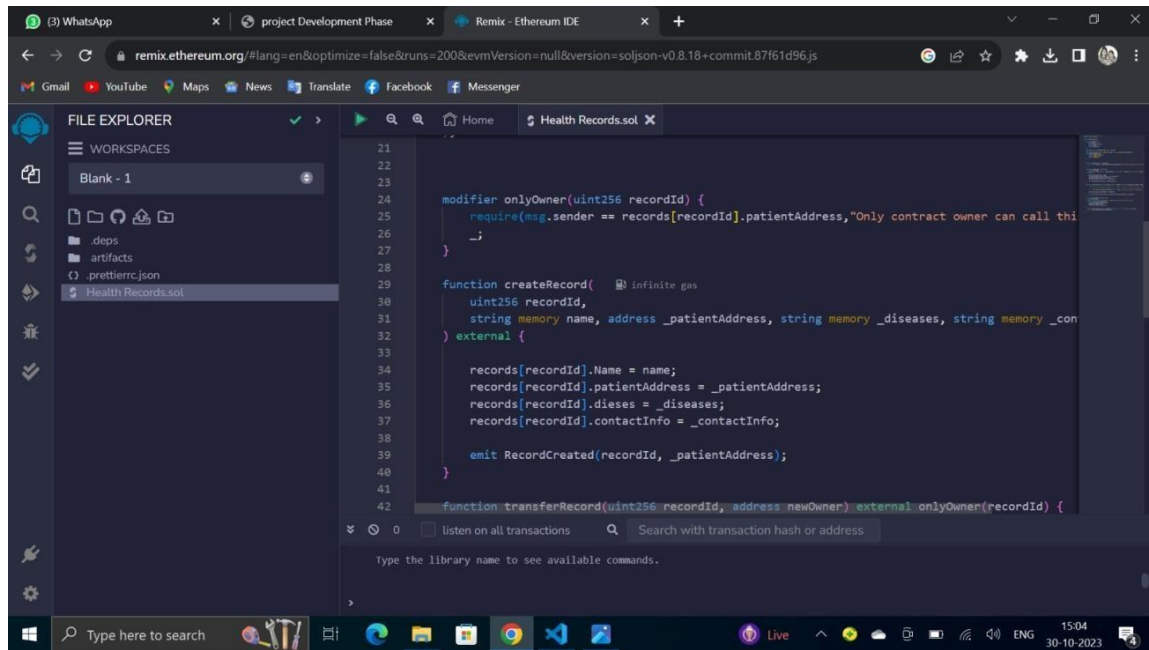 (3) WhatsApp
project Development Phase
Remix - Ethereum IDE
remix.ethereum.org/#lang=en&optimize=false&runs=200&evmVersion=null&version=soljson-v0.8.18+commit.87f61d96.js
Gmail YouTube Maps News Translate Facebook Messenger
FILE EXPLORER
Home
Health Records.sol
WORKSPACES
Blank - 1
.deps
artifacts
.prettierrc.json
Health Records.sol
21
22
23
24 modifier onlyOwner(uint256 recordId) {
25 require(msg.sender == records[recordId].patientAddress,"Only contract owner can call thi
26 _;
27 }
28
29 function createRecord( infinite gas
30 uint256 recordId,
31 string memory name, address _patientAddress, string memory _diseases, string memory _con
32 ) external {
33
34 records[recordId].Name = name;
35 records[recordId].patientAddress = _patientAddress;
36 records[recordId].dieses = _diseases;
37 records[recordId].contactInfo = _contactInfo;
38
39 emit RecordCreated(recordId, _patientAddress);
40 }
41
42 function transferRecord(uint256 recordId, address newOwner) external onlyOwner(recordId) {
0 listen on all transactions Search with transaction hash or address
Type the library name to see available commands.
>
Type here to search
Live
ENG
15:04
30-10-2023
4